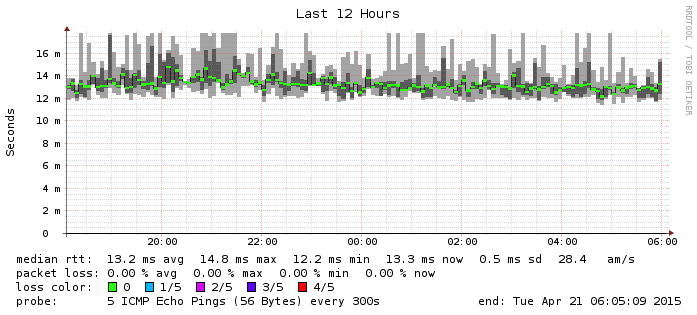 Last 12 Hours
RRDTOOL / TOBI OETIKER
Seconds
16 m
14 m
12 m
10 m
8 m
6 m
4 m
2 m
0
20:00 22:00 00:00 02:00 04:00 06:00
median rtt: 13.2 ms avg 14.8 ms max 12.2 ms min 13.3 ms now 0.5 ms sd 28.4 am/s
packet loss: 0.00 % avg 0.00 % max 0.00 % min 0.00 % now
loss color: 0 1/5 2/5 3/5 4/5
probe: 5 ICMP Echo Pings (56 Bytes) every 300s end: Tue Apr 21 06:05:09 2015